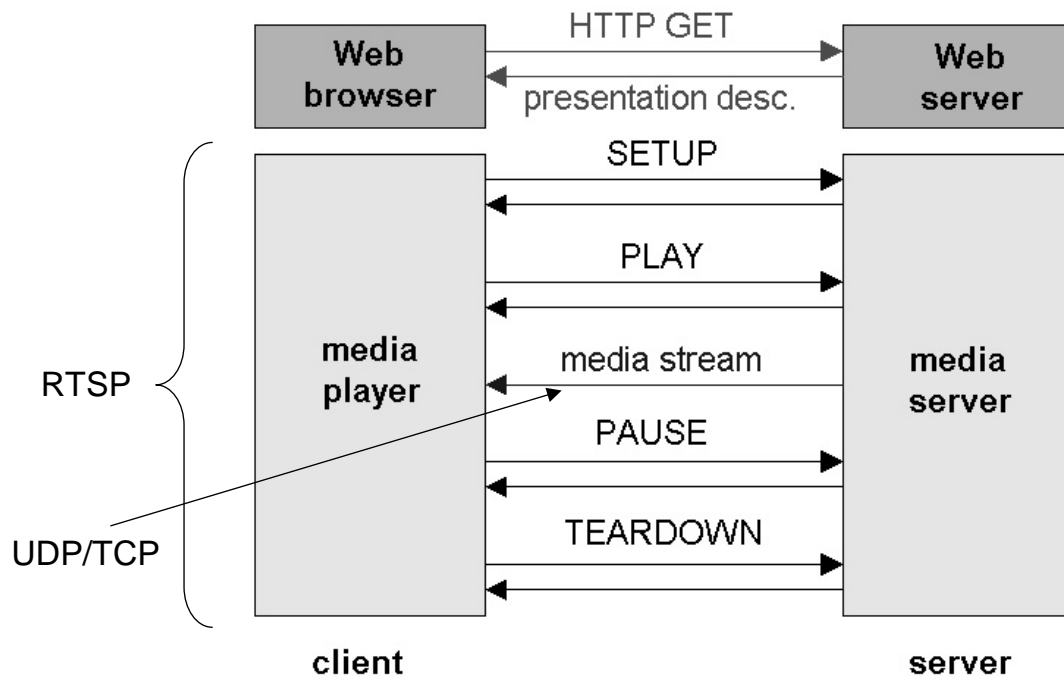 HTTP GET
Web
browser
Web
server
presentation desc.
SETUP
PLAY
media
player
media stream
media
server
RTSP
PAUSE
UDP/TCP
TEARDOWN
client
server